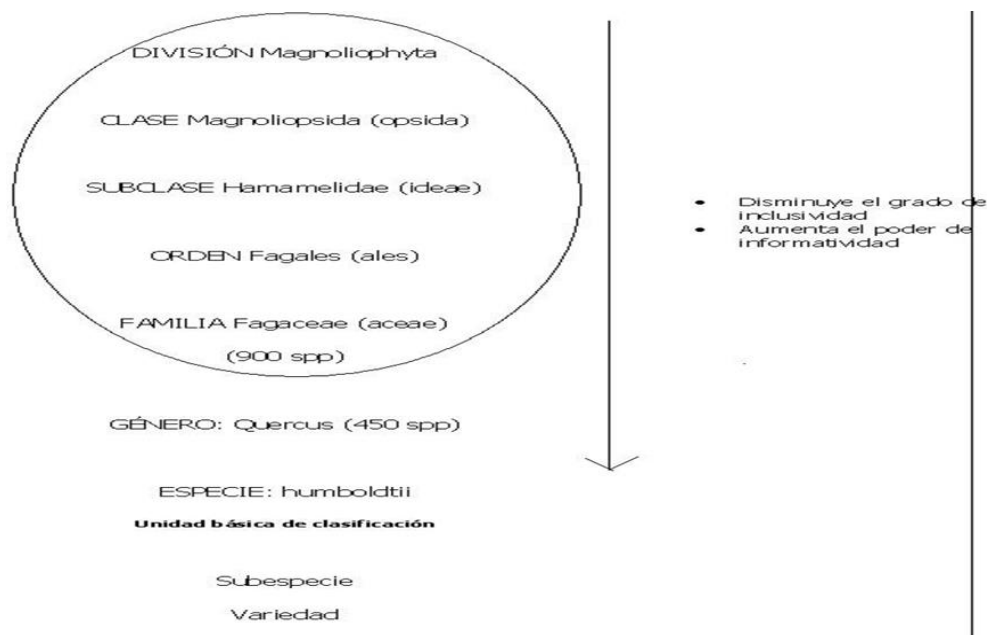 DIVISIÓN Magnoliophyta
CLASE Magnoliopsida (opsida)
SUBCLASE Hamamelidae (ideae)
ORDEN Fagales (ales)
FAMILIA Fagaceae (aceae)
(900 spp)
GÉNERO: Quercus (450 spp)
ESPECIE: humboldtii
Unidad básica de clasificación
Subespecie
Variedad
• Disminuye el grado de
inclusividad
• Aumenta el poder de
informatividad